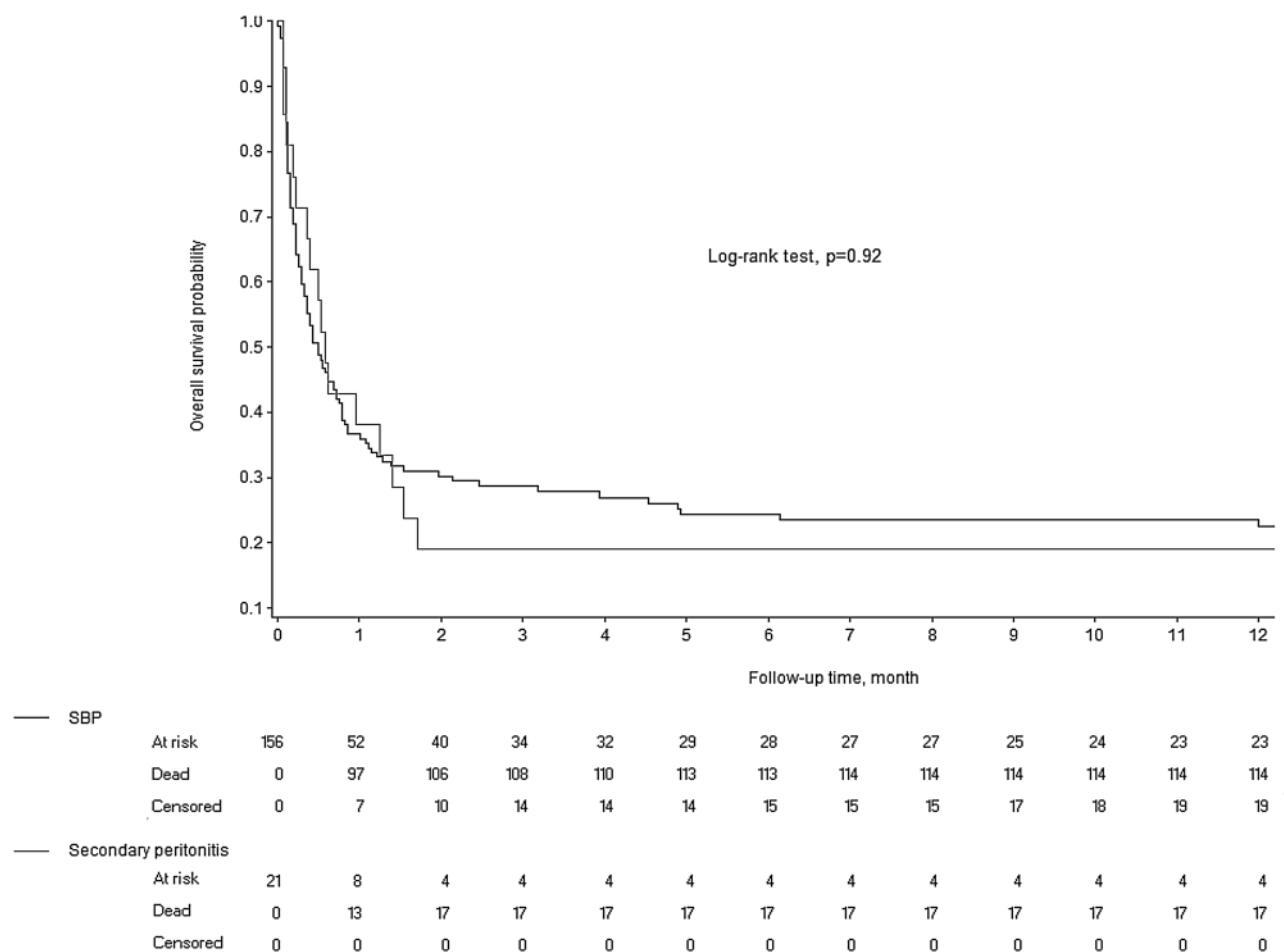 1.0
0.9
0.8
0.7
0.6
0.5
0.4
0.3
0.2
0.1
Overall survival probability
Log-rank test, p=0.92
0 1 2 3 4 5 6 7 8 9 10 11 12
Follow-up time, month
SBP
At risk 156 52 40 34 32 29 28 27 27 25 24 23 23
Dead 0 97 106 108 110 113 113 114 114 114 114 114 114
Censored 0 7 10 14 14 14 15 15 15 17 18 19 19
Secondary peritonitis
At risk 21 8 4 4 4 4 4 4 4 4 4 4 4
Dead 0 13 17 17 17 17 17 17 17 17 17 17 17
Censored 0 0 0 0 0 0 0 0 0 0 0 0 0